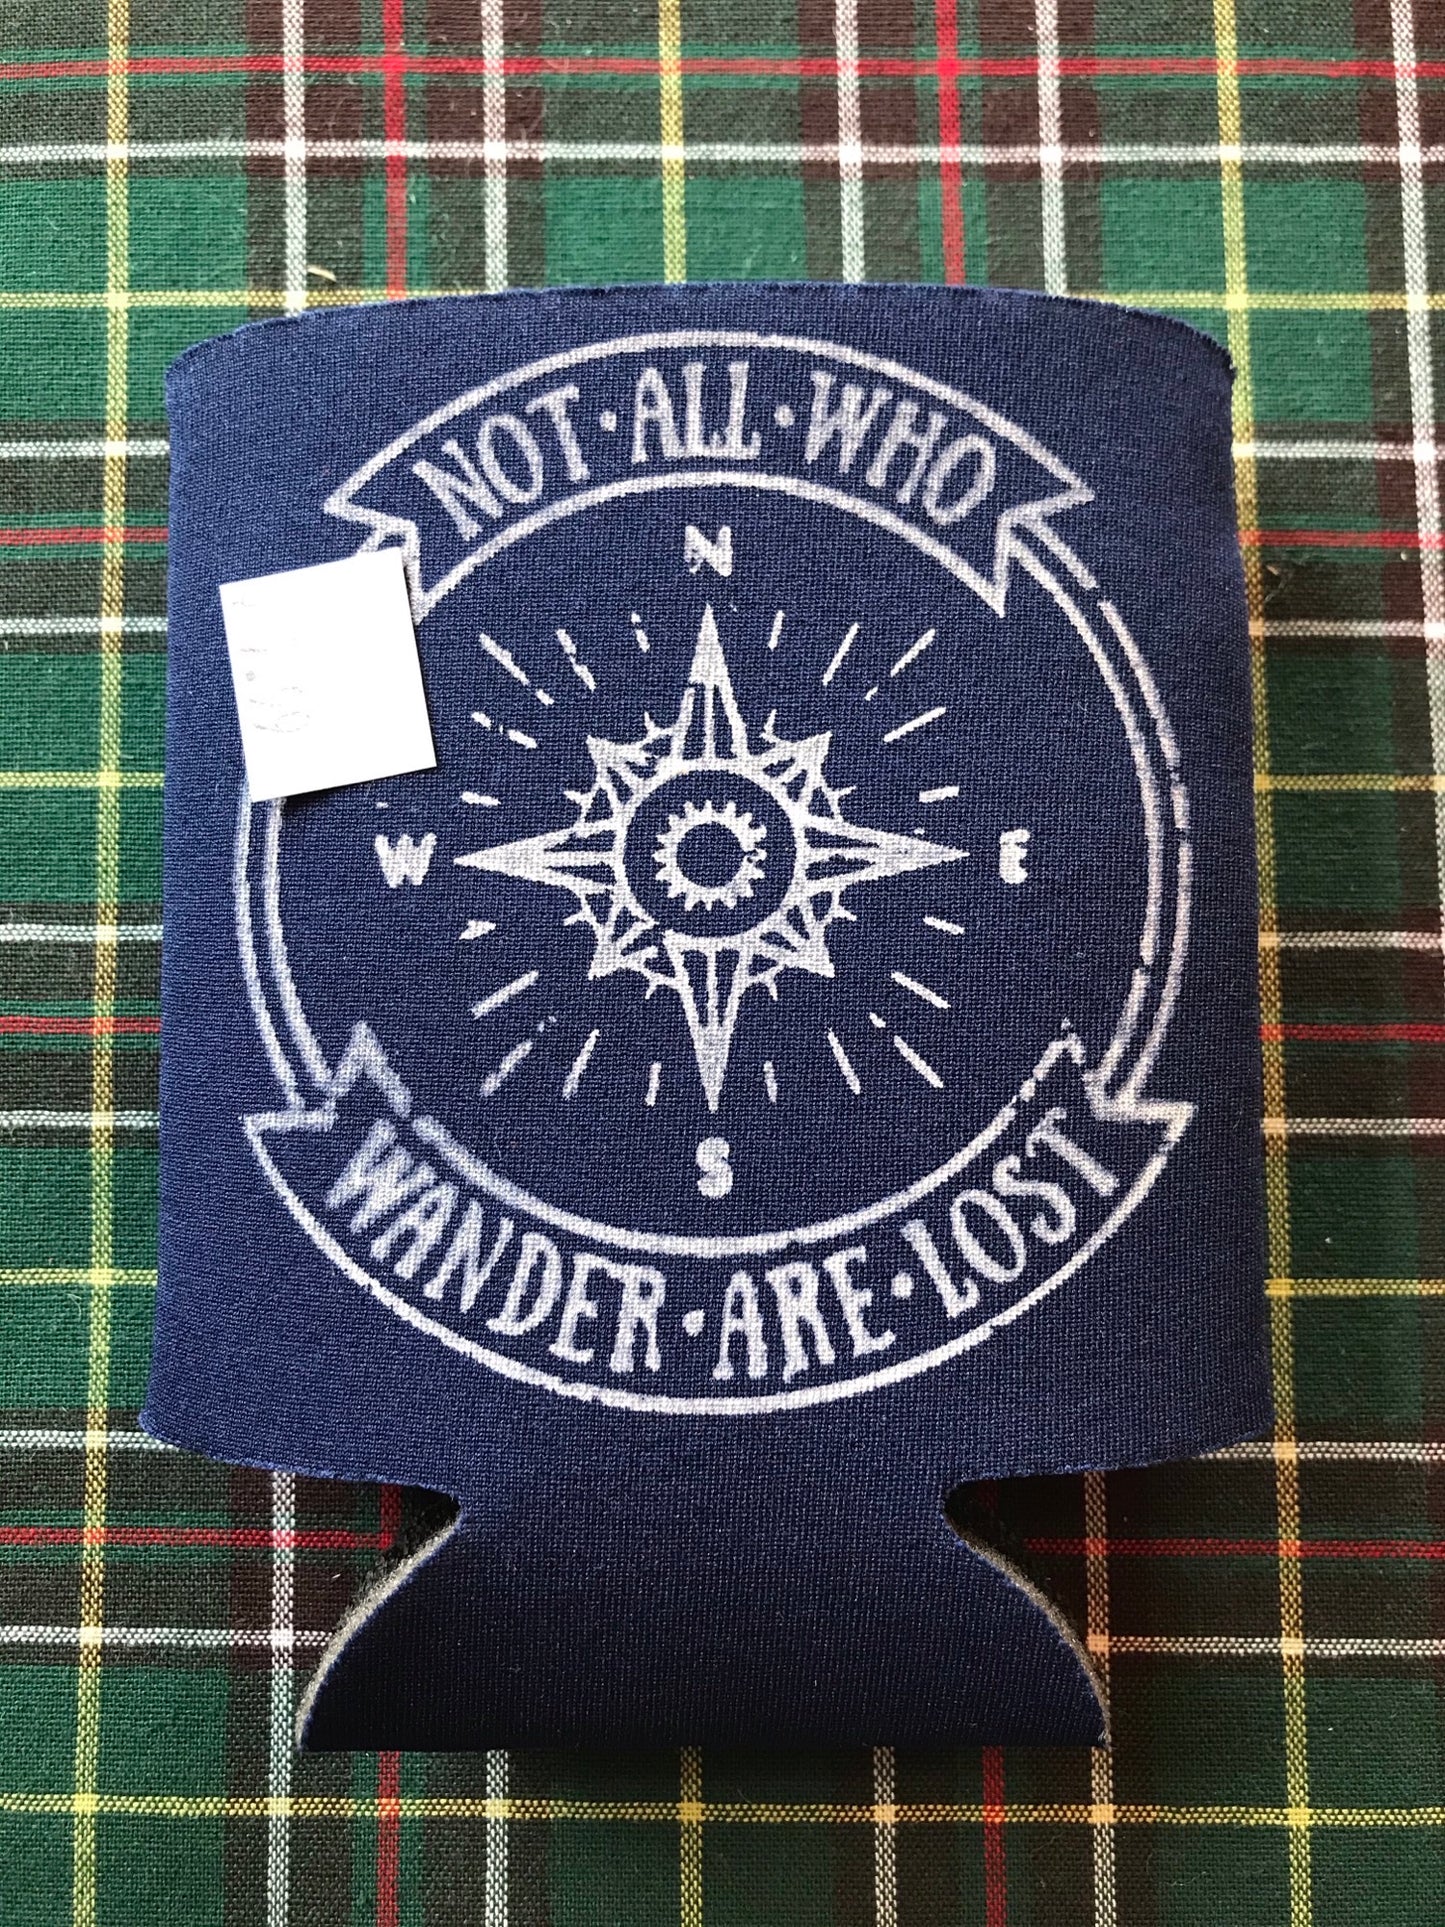 NOT • ALL • WHO
N
W E
S
WANDER • ARE • LOST